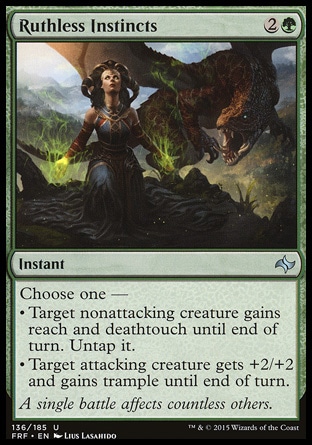 Ruthless Instincts 2
Instant
Choose one —
• Target nonattacking creature gains
reach and deathtouch until end of
turn. Untap it.
• Target attacking creature gets +2/+2
and gains trample until end of turn.
A single battle affects countless others.
136/185 U
FRF • EN Lius Lasahido
™ & © 2015 Wizards of the Coast